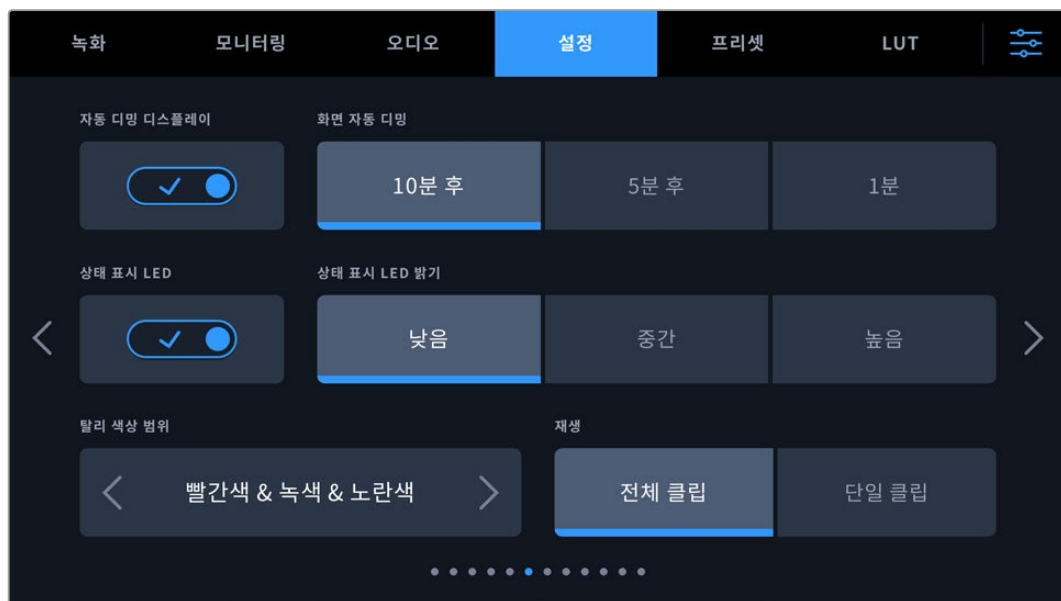 녹화 모니터링 오디오 설정 프리셋 LUT
자동 디밍 디스플레이 화면 자동 디밍
10분 후 5분 후 1분
상태 표시 LED 상태 표시 LED 밝기
낮음 중간 높음
탈리 색상 범위 재생
빨간색 & 녹색 & 노란색 전체 클립 단일 클립